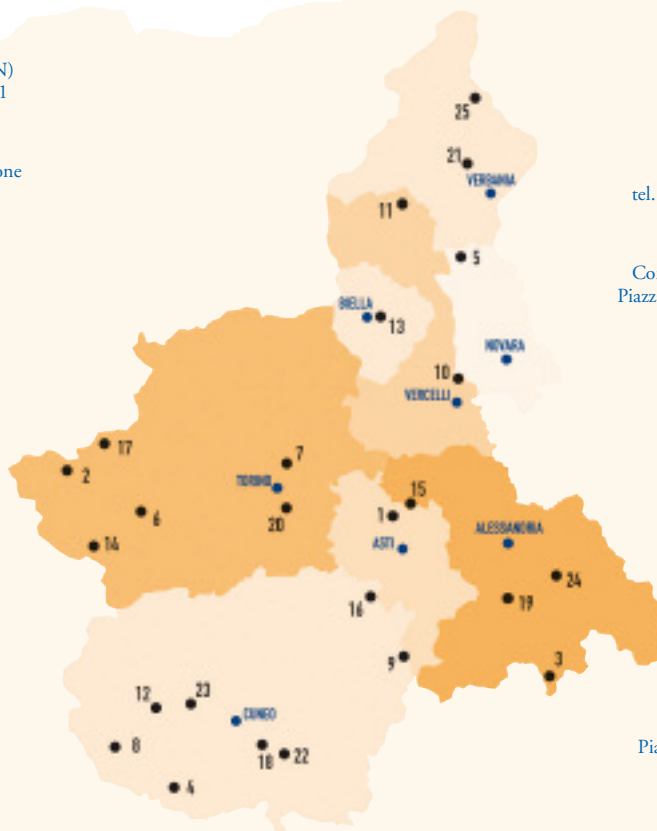 N)
1
one
tel.
Co
Piazz
Pia
25
21
VERBANIA
11
5
BIELLA
13
NOVARA
10
VERCELLI
17
7
2
TORINO
15
6
20
1
ALESSANDRIA
14
ASTI
24
16
19
9
3
12
23
CUNEO
8
18
22
4